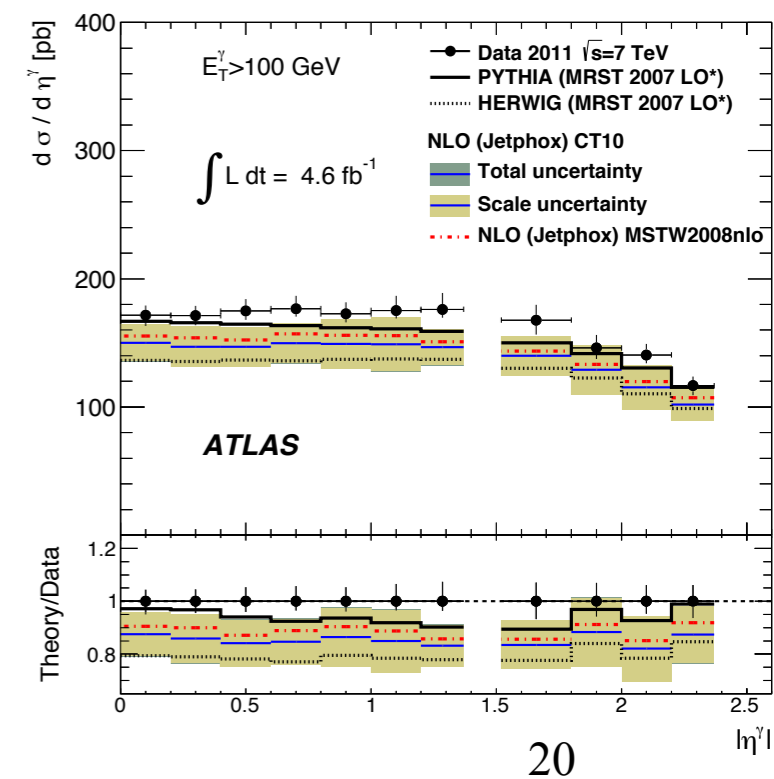 400
300
200
100
d σ / d η^γ [pb]
E_T^γ>100 GeV
∫ L dt = 4.6 fb^-1
Data 2011 √s=7 TeV
PYTHIA (MRST 2007 LO*)
HERWIG (MRST 2007 LO*)
NLO (Jetphox) CT10
Total uncertainty
Scale uncertainty
NLO (Jetphox) MSTW2008nlo
ATLAS
Theory/Data
1.2
1
0.8
0 0.5 1 1.5 2 2.5
|η^γ|
20